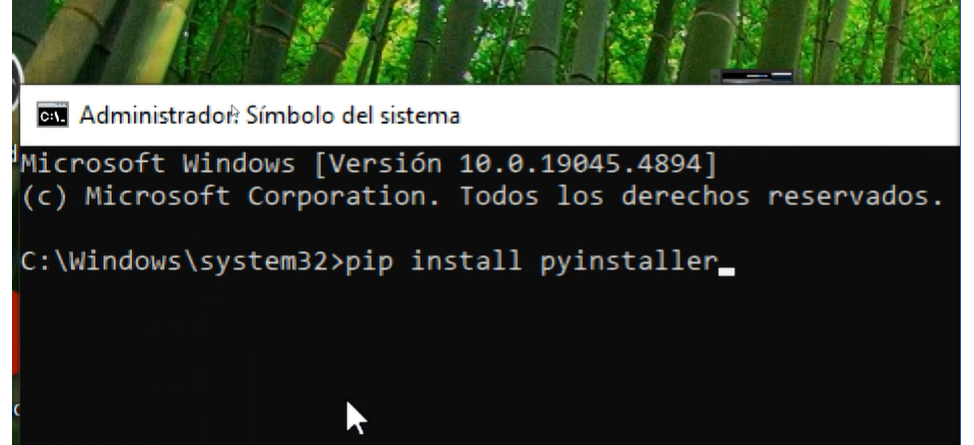 Administrador: Símbolo del sistema
Microsoft Windows [Versión 10.0.19045.4894]
(c) Microsoft Corporation. Todos los derechos reservados.
C:\Windows\system32>pip install pyinstaller